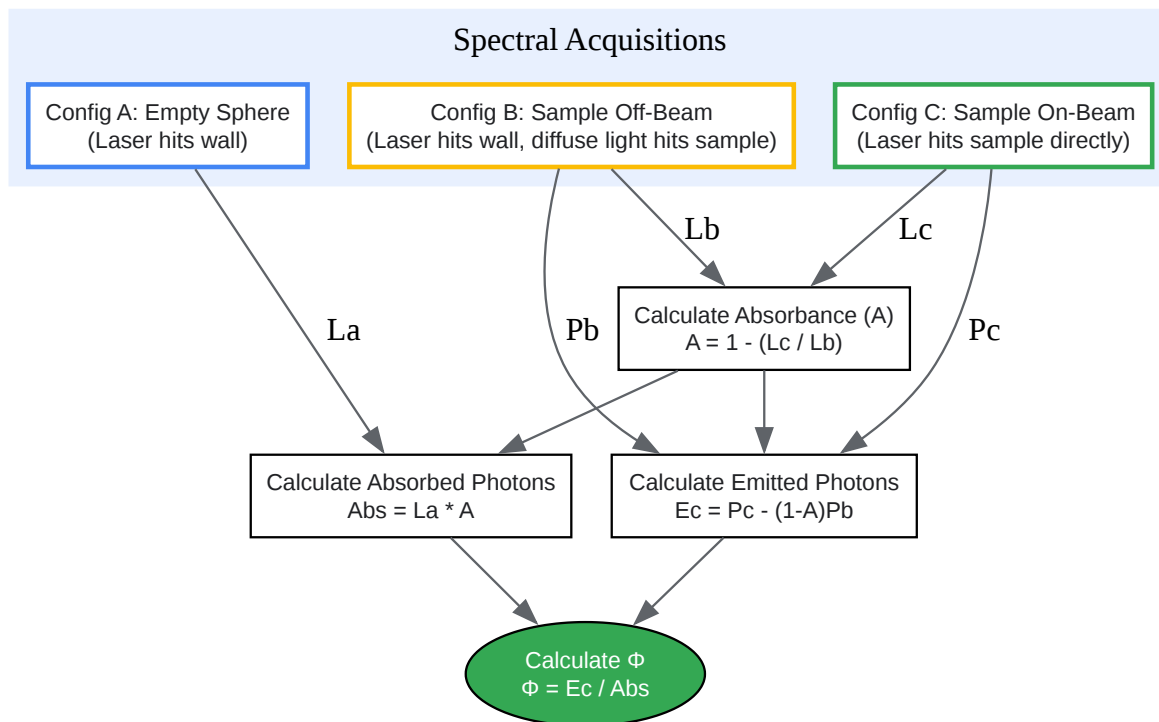 Spectral Acquisitions
Config A: Empty Sphere
(Laser hits wall)
Config B: Sample Off-Beam
(Laser hits wall, diffuse light hits sample)
Config C: Sample On-Beam
(Laser hits sample directly)
Lb
Lc
La
Pb
Calculate Absorbance (A)
A = 1 - (Lc / Lb)
Pc
Calculate Absorbed Photons
Abs = La * A
Calculate Emitted Photons
Ec = Pc - (1-A)Pb
Calculate Φ
Φ = Ec / Abs